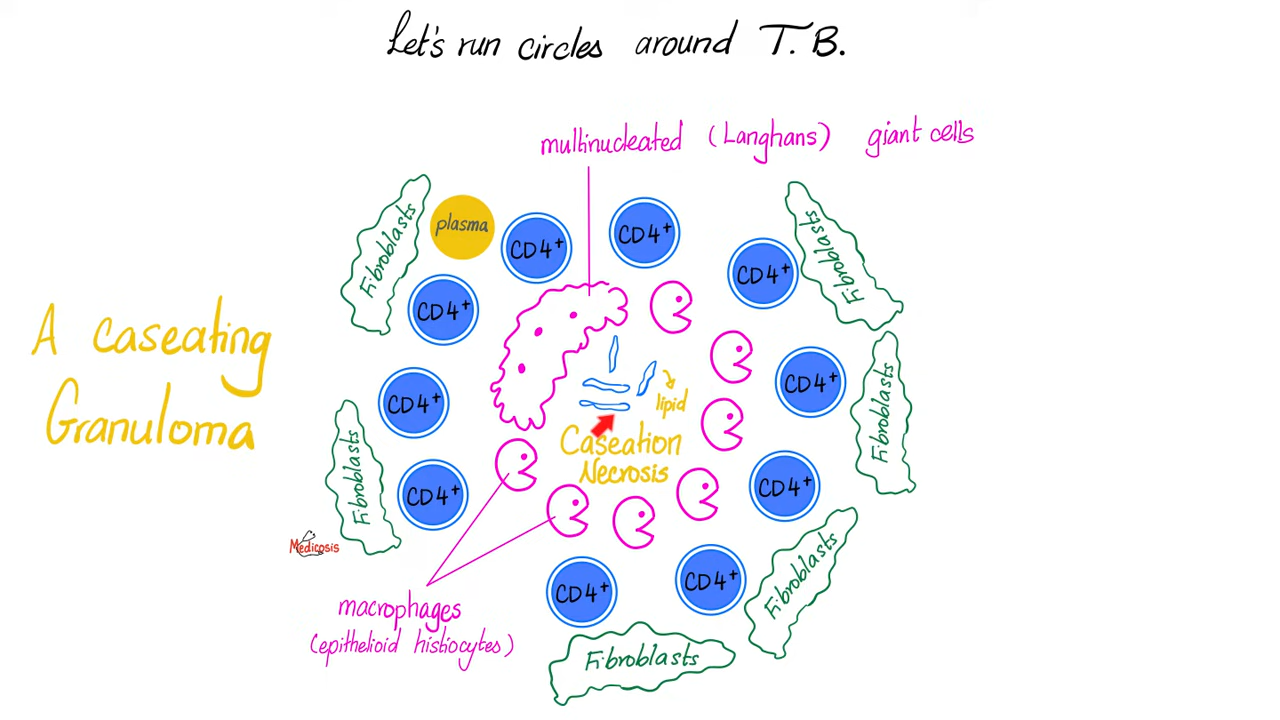 Let's run circles around T. B.
multinucleated (Langhans) giant cells
Fibroblasts
plasma
CD4+
CD4+
CD4+
Fibroblasts
CD4+
A caseating
Granuloma
CD4+
lipid
CD4+
Fibroblasts
Caseation
Necrosis
Fibroblasts
CD4+
CD4+
Medicosis
CD4+
CD4+
Fibroblasts
macrophages
(epithelioid histiocytes)
Fibroblasts